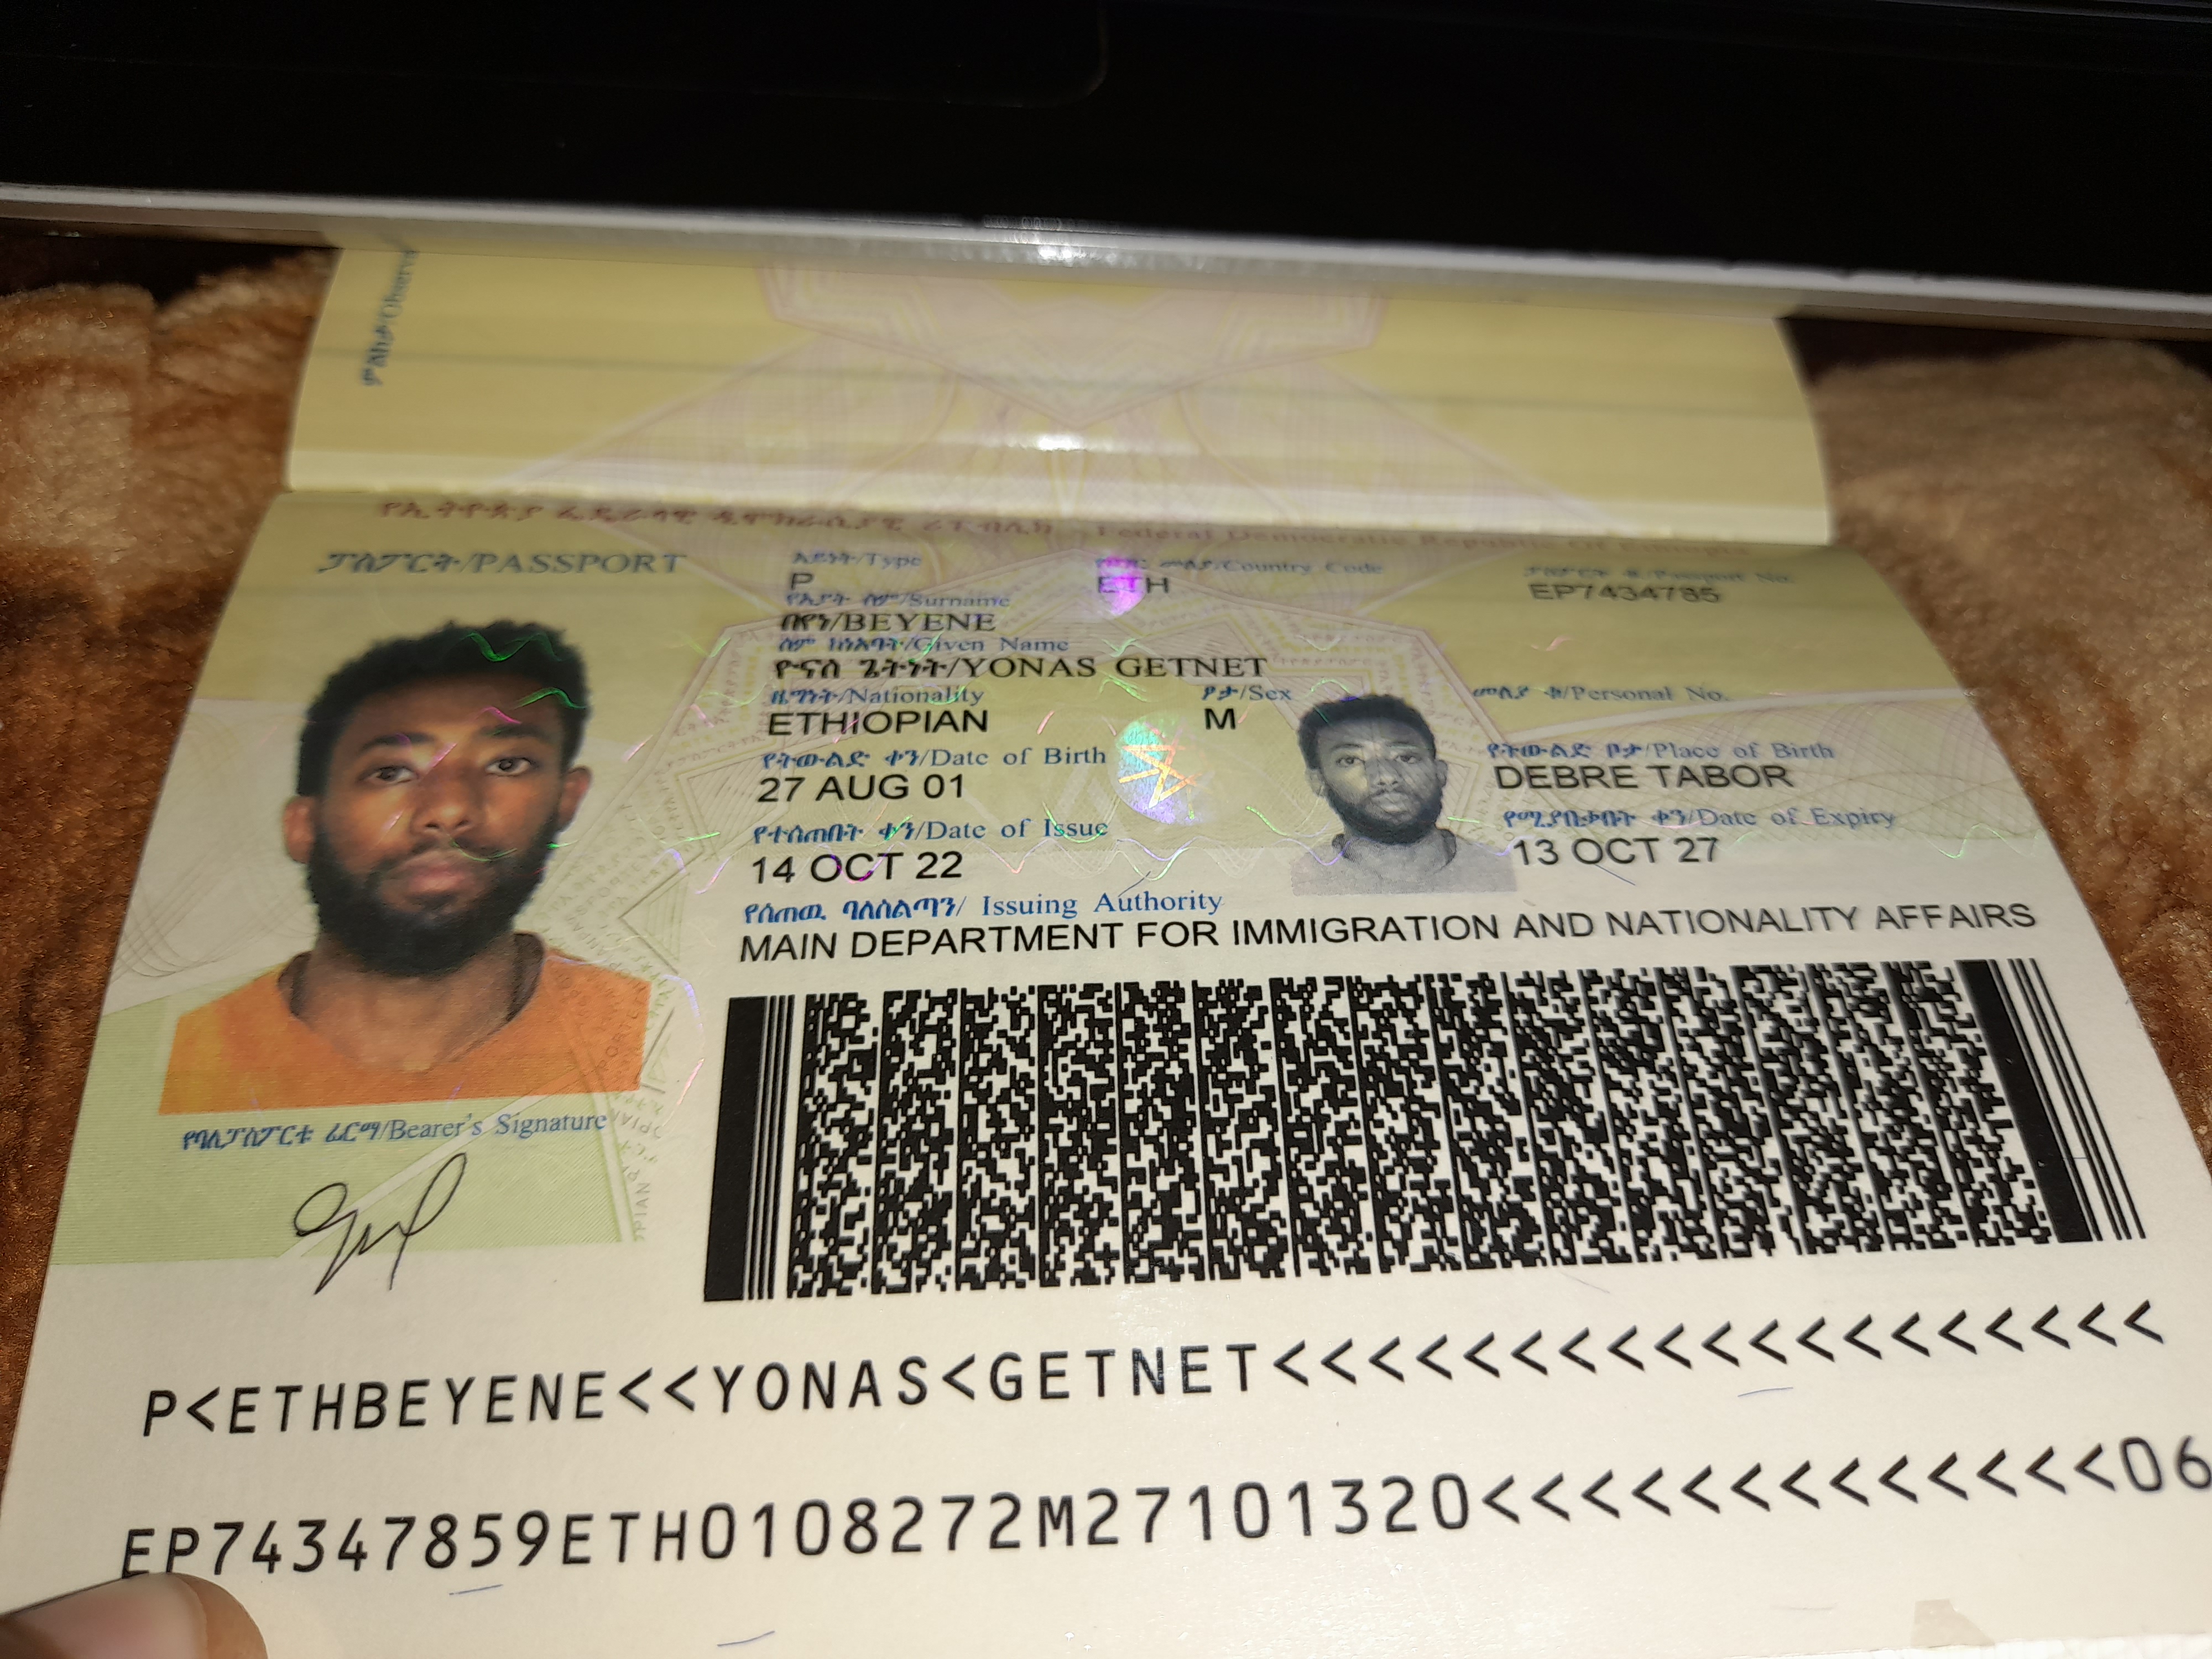 ምልከታ/Observa
የኢትዮጵያ ፌዴራላዊ ዲሞክራሲያዊ ሪፐብሊክ - Federal Democratic Republic Of Ethiopia
ፓስፖርት/PASSPORT
አይነት/Type
P
Country Code
ETH
ፓስፖርት ቁ/Passport No.
EP7434785
የአያት ስም/Surname
በየነ/BEYENE
ስም ከነአባት/Given Name
ዮናስ ጌትነት/YONAS GETNET
ዜግነት/Nationality
ETHIOPIAN
ፆታ/Sex
M
መለያ ቁ/Personal No.
የትውልድ ቀን/Date of Birth
27 AUG 01
የትውልድ ቦታ/Place of Birth
DEBRE TABOR
የተሰጠበት ቀን/Date of Issue
14 OCT 22
የሚያበቃበት ቀን/Date of Expiry
13 OCT 27
የሰጠዉ ባለስልጣን/ Issuing Authority
MAIN DEPARTMENT FOR IMMIGRATION AND NATIONALITY AFFAIRS
የባለፓስፖርቱ ፊርማ/Bearer's Signature
P<ETHBEYENE<<YONAS<GETNET<<<<<<<<<<<<<<<<<<<
EP74347859ETH0108272M27101320<<<<<<<<<<<<<06